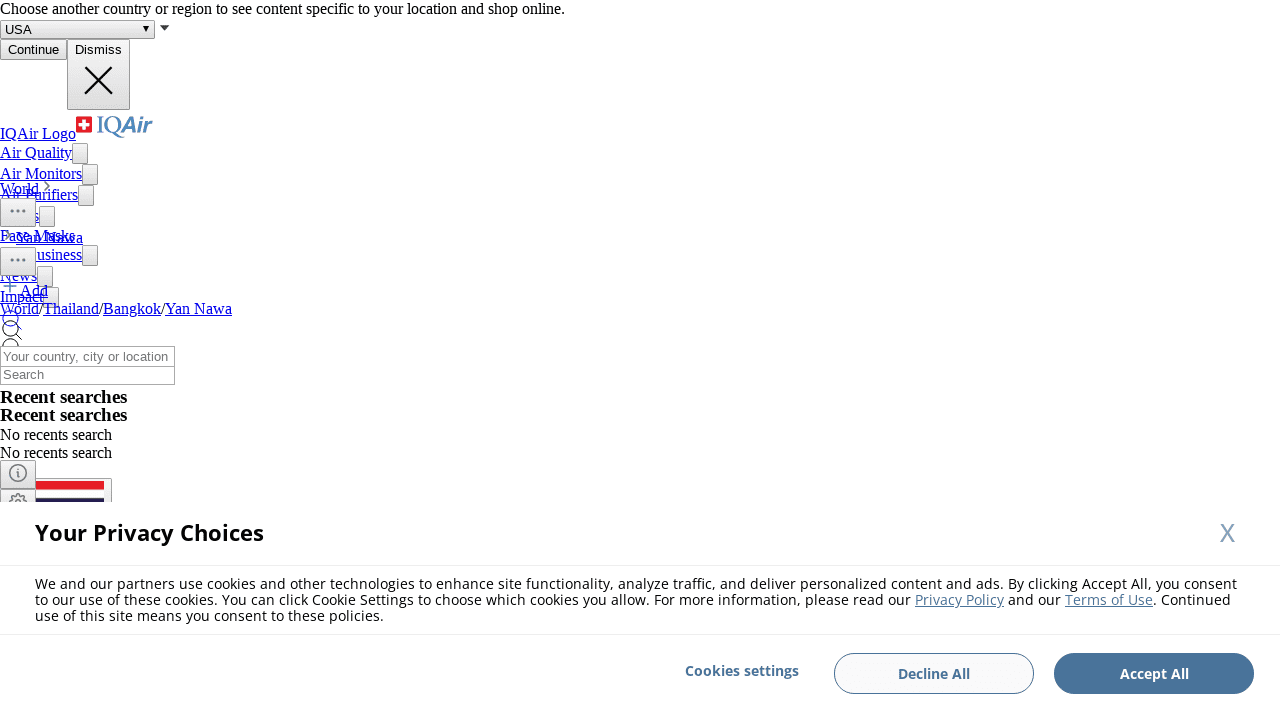 Choose another country or region to see content specific to your location and shop online.
USA
Continue
Dismiss
IQAir Logo
IQAir
Air Quality
Air Monitors
World
Air Purifiers
Face Masks
Yan Nawa
News
Add
Impact
World/Thailand/Bangkok/Yan Nawa
Your country, city or location
Search
Recent searches
Recent searches
No recents search
No recents search
Your Privacy Choices
X
We and our partners use cookies and other technologies to enhance site functionality, analyze traffic, and deliver personalized content and ads. By clicking Accept All, you consent
to our use of these cookies. You can click Cookie Settings to choose which cookies you allow. For more information, please read our Privacy Policy and our Terms of Use. Continued
use of this site means you consent to these policies.
Cookies settings
Decline All
Accept All